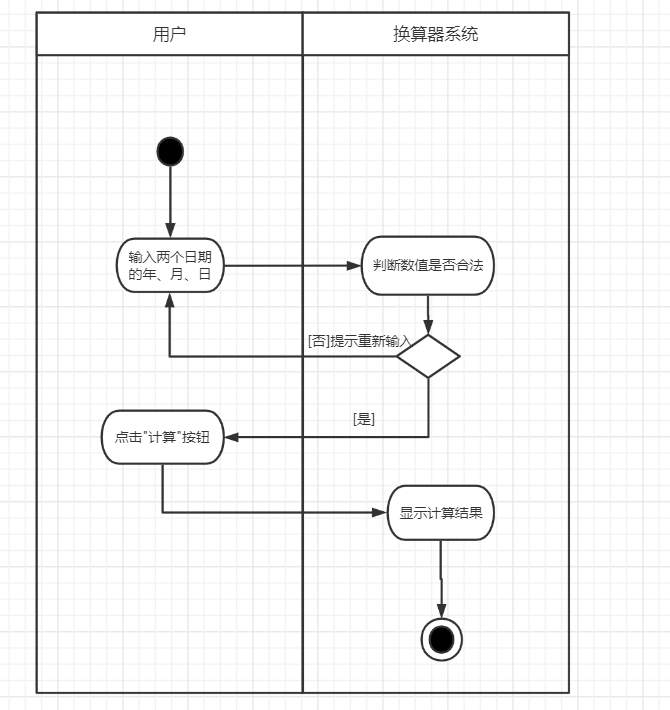 用户
换算器系统
输入两个日期
的年、月、日
判断数值是否合法
[否]提示重新输入
[是]
点击"计算"按钮
显示计算结果